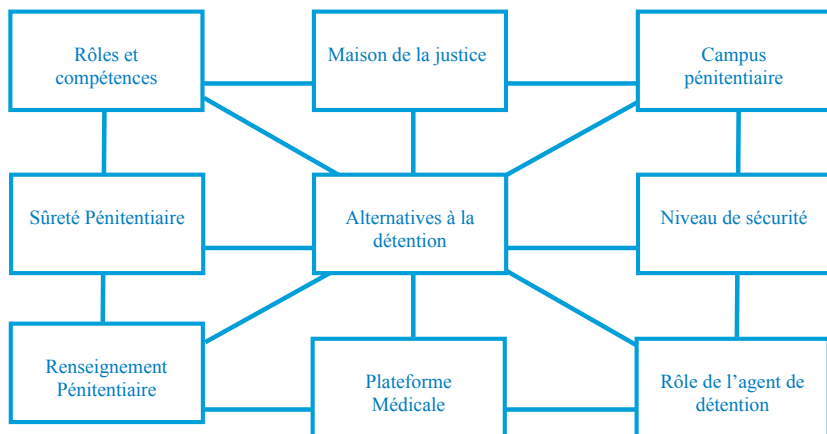 Rôles et
compétences
Maison de la justice
Campus
pénitentiaire
Sûreté Pénitentiaire
Alternatives à la
détention
Niveau de sécurité
Renseignement
Pénitentiaire
Plateforme
Médicale
Rôle de l’agent de
détention